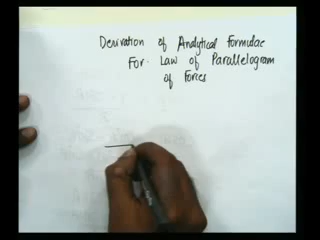 Derivation of Analytical Formulae
For. Law of Parallelogram
of Forces